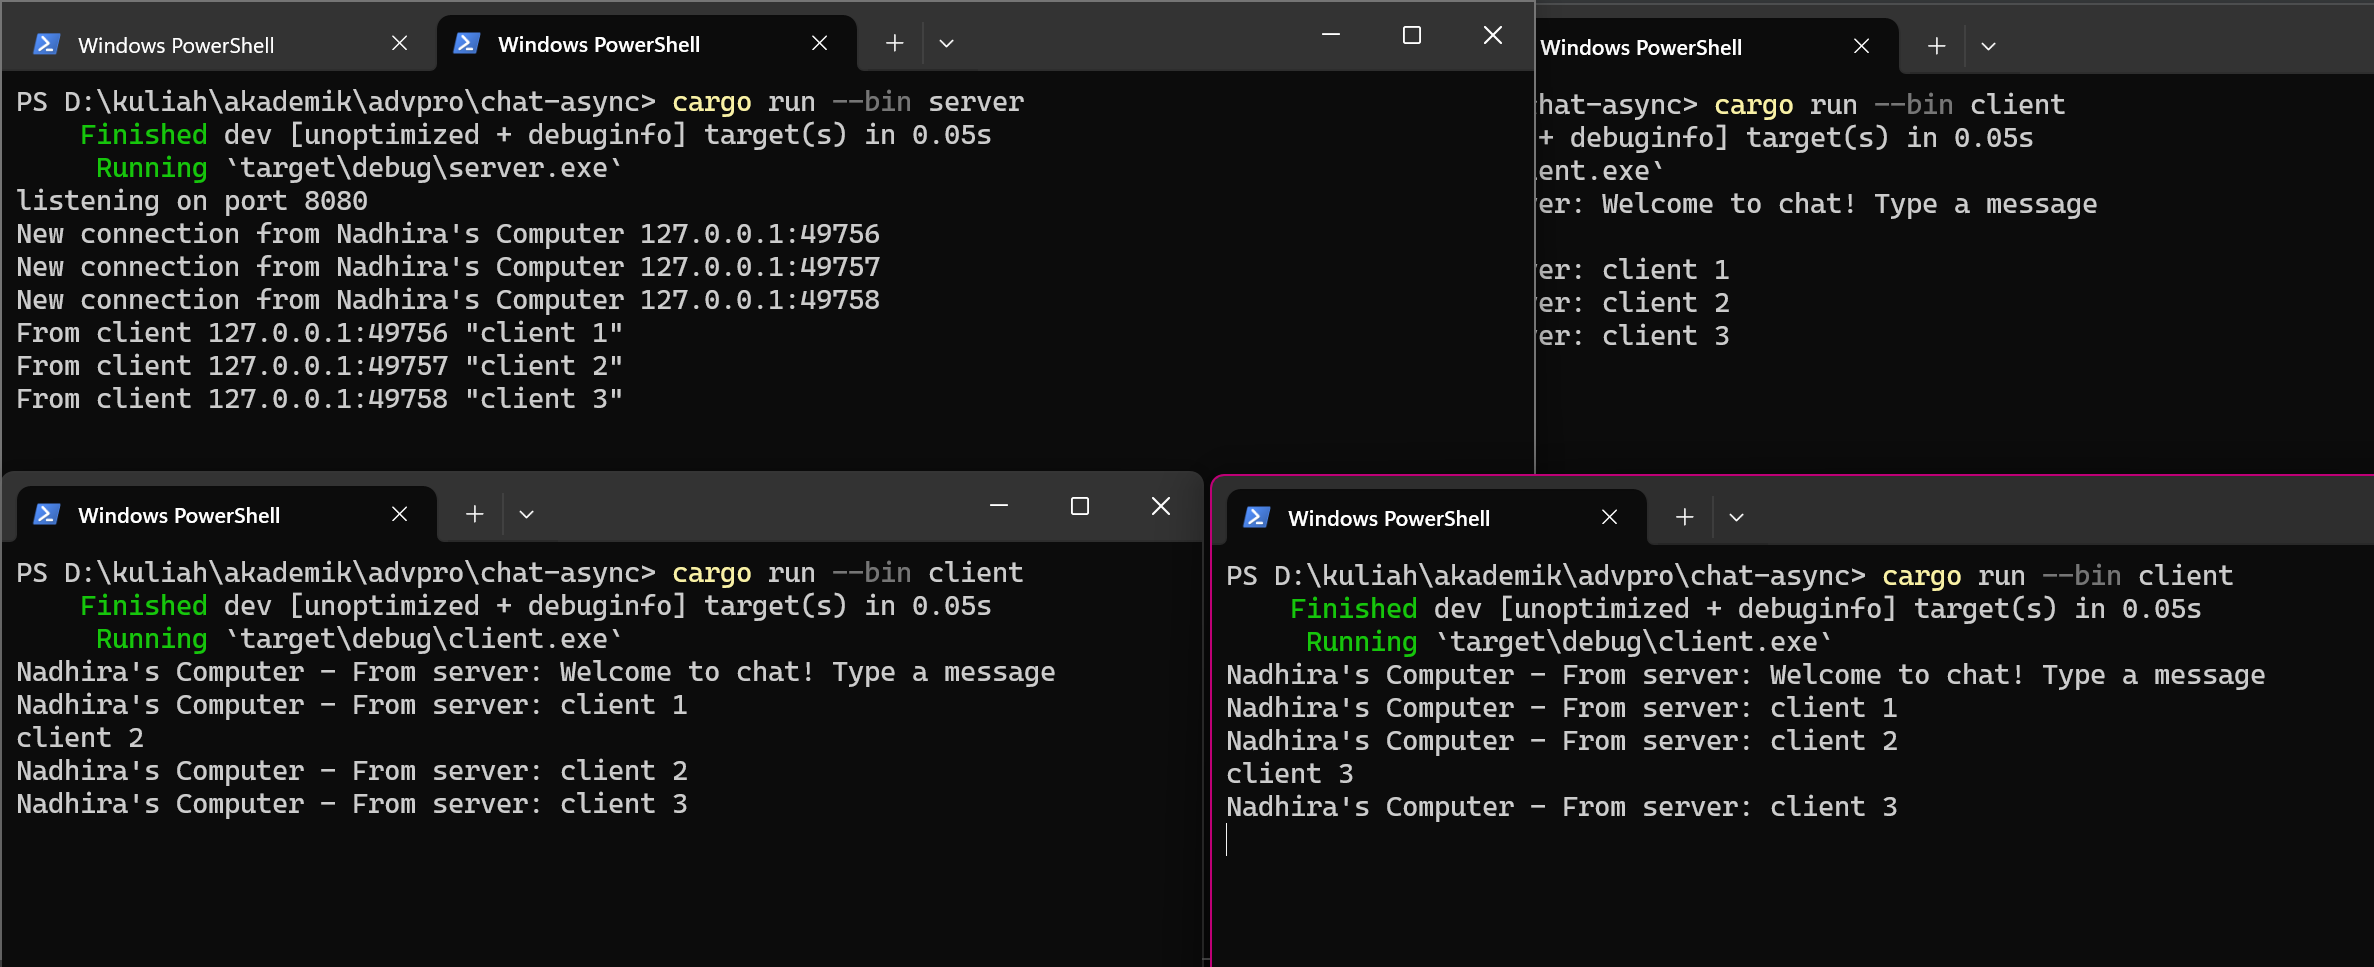 Windows PowerShell
Windows PowerShell
PS D:\kuliah\akademik\advpro\chat-async> cargo run --bin server
Finished dev [unoptimized + debuginfo] target(s) in 0.05s
Running `target\debug\server.exe`
listening on port 8080
New connection from Nadhira's Computer 127.0.0.1:49756
New connection from Nadhira's Computer 127.0.0.1:49757
New connection from Nadhira's Computer 127.0.0.1:49758
From client 127.0.0.1:49756 "client 1"
From client 127.0.0.1:49757 "client 2"
From client 127.0.0.1:49758 "client 3"
Windows PowerShell
hat-async> cargo run --bin client
+ debuginfo] target(s) in 0.05s
ent.exe`
er: Welcome to chat! Type a message
er: client 1
er: client 2
er: client 3
Windows PowerShell
PS D:\kuliah\akademik\advpro\chat-async> cargo run --bin client
Finished dev [unoptimized + debuginfo] target(s) in 0.05s
Running `target\debug\client.exe`
Nadhira's Computer - From server: Welcome to chat! Type a message
Nadhira's Computer - From server: client 1
client 2
Nadhira's Computer - From server: client 2
Nadhira's Computer - From server: client 3
Windows PowerShell
PS D:\kuliah\akademik\advpro\chat-async> cargo run --bin client
Finished dev [unoptimized + debuginfo] target(s) in 0.05s
Running `target\debug\client.exe`
Nadhira's Computer - From server: Welcome to chat! Type a message
Nadhira's Computer - From server: client 1
Nadhira's Computer - From server: client 2
client 3
Nadhira's Computer - From server: client 3